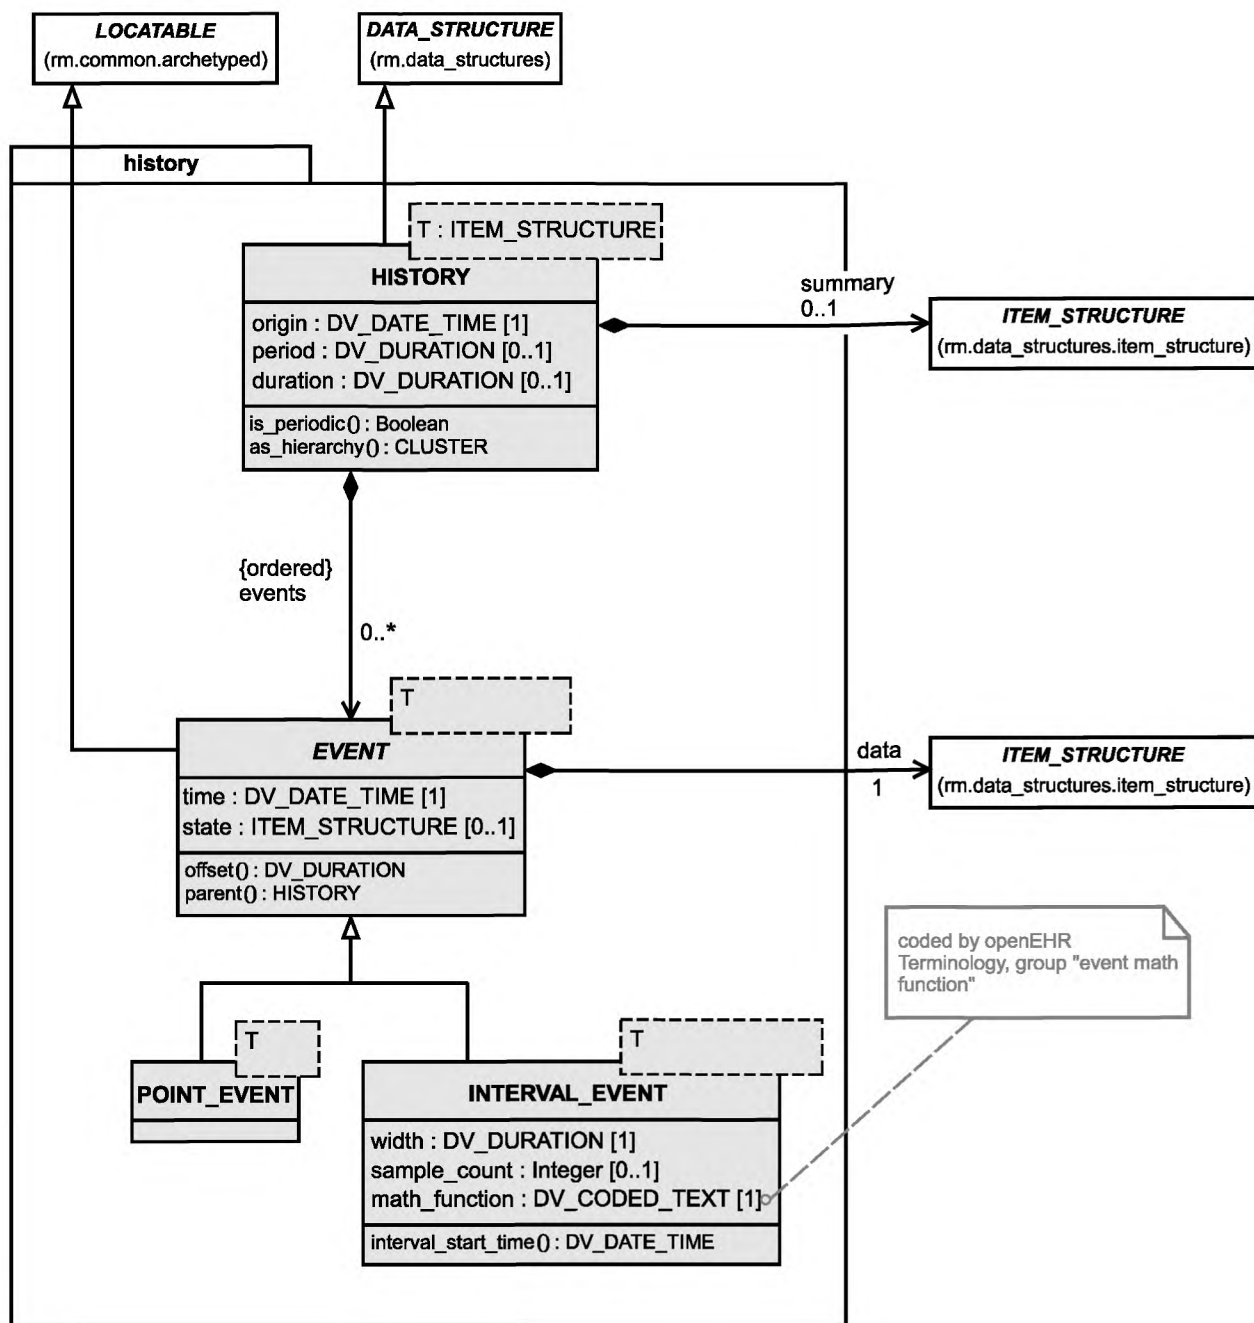 LOCATABLE
(rm.common.archetyped)
DATA_STRUCTURE
(rm.data_structures)
history
T : ITEM_STRUCTURE
HISTORY
origin : DV_DATE_TIME [1]
period : DV_DURATION [0..1]
duration : DV_DURATION [0..1]
is_periodic() : Boolean
as_hierarchy() : CLUSTER
summary
0..1
ITEM_STRUCTURE
(rm.data_structures.item_structure)
{ordered}
events
0..*
T
EVENT
time : DV_DATE_TIME [1]
state : ITEM_STRUCTURE [0..1]
offset() : DV_DURATION
parent() : HISTORY
data
1
ITEM_STRUCTURE
(rm.data_structures.item_structure)
coded by openEHR
Terminology, group "event math
function"
T
POINT_EVENT
T
INTERVAL_EVENT
width : DV_DURATION [1]
sample_count : Integer [0..1]
math_function : DV_CODED_TEXT [1]
interval_start_time() : DV_DATE_TIME